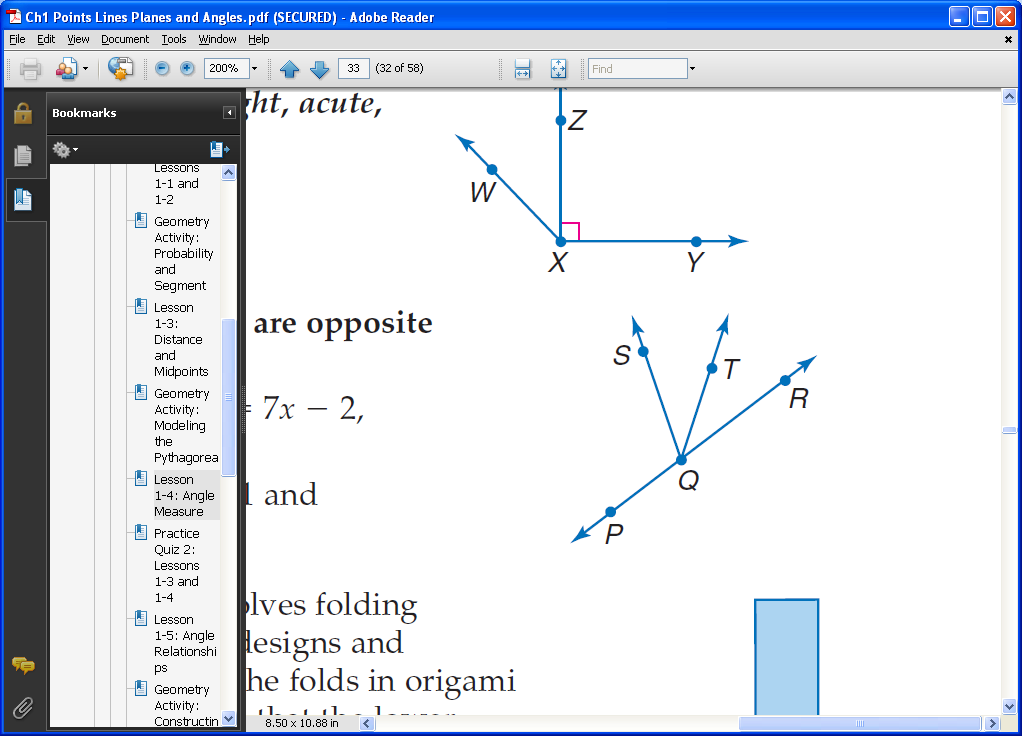 Ch1 Points Lines Planes and Angles.pdf (SECURED) - Adobe Reader
File Edit View Document Tools Window Help
200% 33 (32 of 58) Find
Bookmarks
Lessons
1-1 and
1-2
Geometry
Activity:
Probability
and
Segment
Lesson
1-3:
Distance
and
Midpoints
Geometry
Activity:
Modeling
the
Pythagorea
Lesson
1-4: Angle
Measure
Practice
Quiz 2:
Lessons
1-3 and
1-4
Lesson
1-5: Angle
Relationshi
ps
Geometry
Activity:
Constructin
ght, acute,
Z
W
X Y
are opposite
S T
R
= 7x − 2,
Q
1 and
P
olves folding
designs and
he folds in origami
that the lower
8.50 x 10.88 in